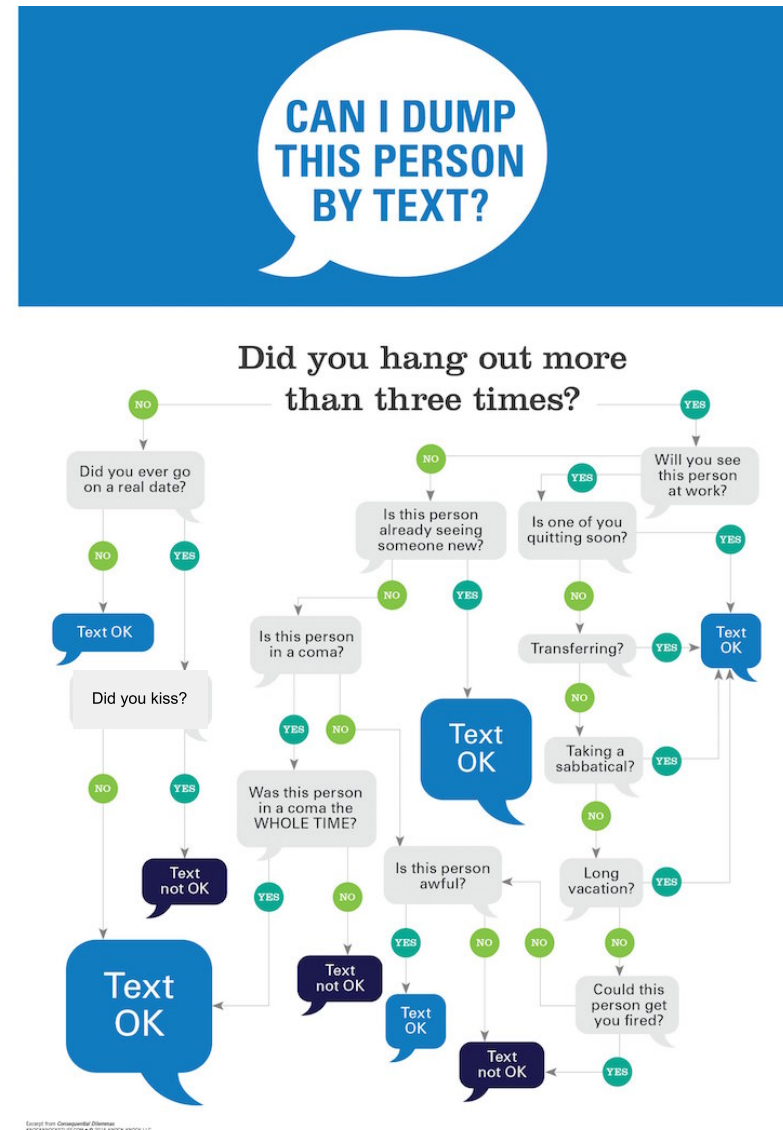 CAN I DUMP
THIS PERSON
BY TEXT?
Did you hang out more
than three times?
NO
YES
Did you ever go
on a real date?
NO
YES
Text OK
Did you kiss?
NO
YES
Text
not OK
Text
OK
Will you see
this person
at work?
NO
YES
Is this person
already seeing
someone new?
NO
YES
Text
OK
Is this person
in a coma?
YES
NO
Was this person
in a coma the
WHOLE TIME?
YES
NO
Text
not OK
Is this person
awful?
YES
NO
Text
OK
Text
not OK
Is one of you
quitting soon?
YES
NO
Text
OK
Transferring?
YES
NO
Taking a
sabbatical?
YES
NO
Long
vacation?
YES
NO
Could this
person get
you fired?
NO
YES
Excerpt from Consequential Dilemmas